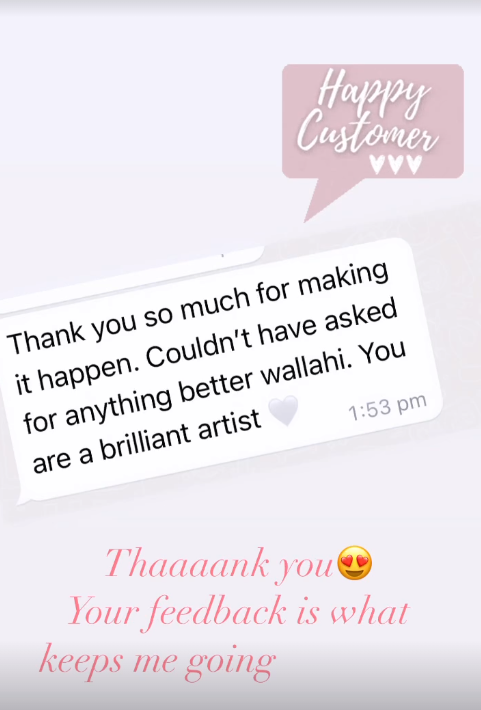 Happy
Customer
Thank you so much for making
it happen. Couldn't have asked
for anything better wallahi. You
are a brilliant artist 🤍
1:53 pm
Thaaaank you😍
Your feedback is what
keeps me going